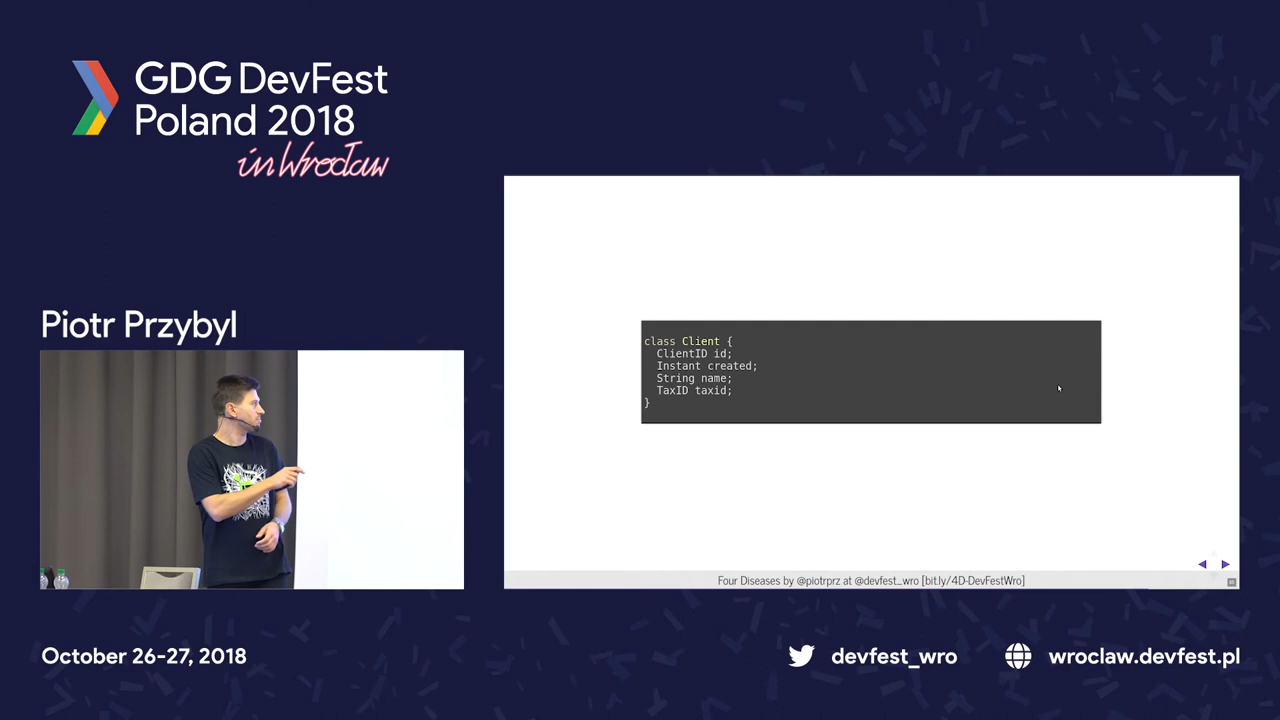 GDG DevFest
Poland 2018
in Wrocław
Piotr Przybyl
class Client {
  ClientID id;
  Instant created;
  String name;
  TaxID taxid;
}
Four Diseases by @piotrprz at @devfest_wro [bit.ly/4D-DevFestWro]
October 26-27, 2018
devfest_wro
wroclaw.devfest.pl